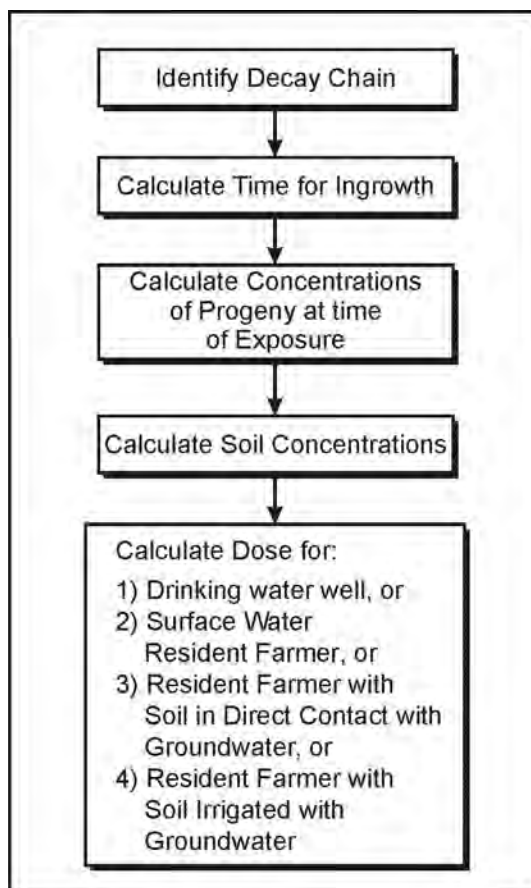 Identify Decay Chain
Calculate Time for Ingrowth
Calculate Concentrations
of Progeny at time
of Exposure
Calculate Soil Concentrations
Calculate Dose for:
1) Drinking water well, or
2) Surface Water
Resident Farmer, or
3) Resident Farmer with
Soil in Direct Contact with
Groundwater, or
4) Resident Farmer with
Soil Irrigated with
Groundwater